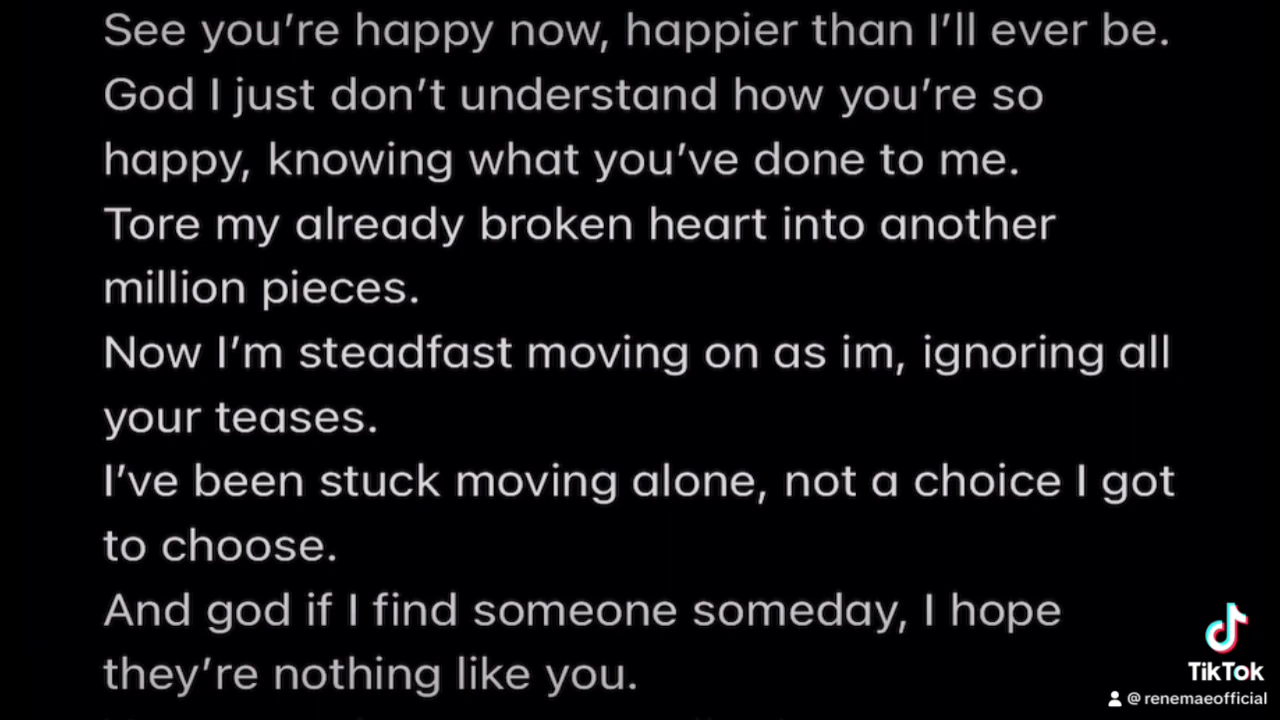 See you’re happy now, happier than I’ll ever be.
God I just don’t understand how you’re so
happy, knowing what you’ve done to me.
Tore my already broken heart into another
million pieces.
Now I’m steadfast moving on as im, ignoring all
your teases.
I’ve been stuck moving alone, not a choice I got
to choose.
And god if I find someone someday, I hope
they’re nothing like you.
TikTok
@renemaeofficial